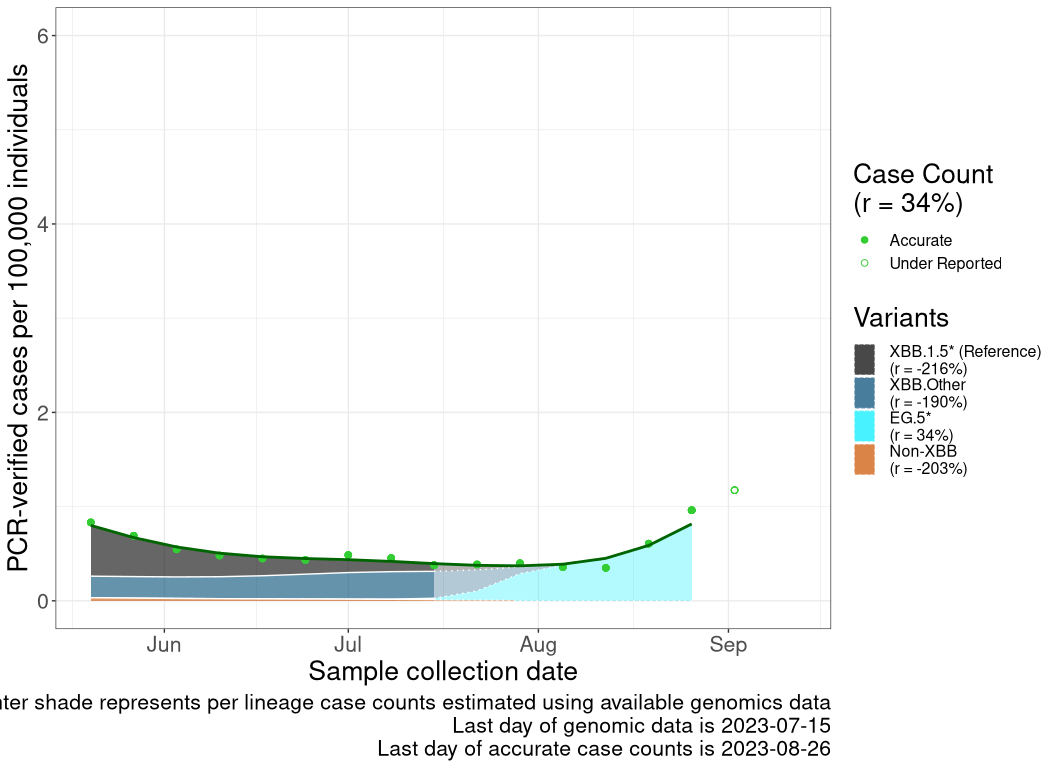 PCR-verified cases per 100,000 individuals
6
4
2
0
Jun Jul Aug Sep
Sample collection date
shade represents per lineage case counts estimated using available genomics data
Last day of genomic data is 2023-07-15
Last day of accurate case counts is 2023-08-26
Case Count
(r = 34%)
Accurate
Under Reported
Variants
XBB.1.5* (Reference)
(r = -216%)
XBB.Other
(r = -190%)
EG.5*
(r = 34%)
Non-XBB
(r = -203%)